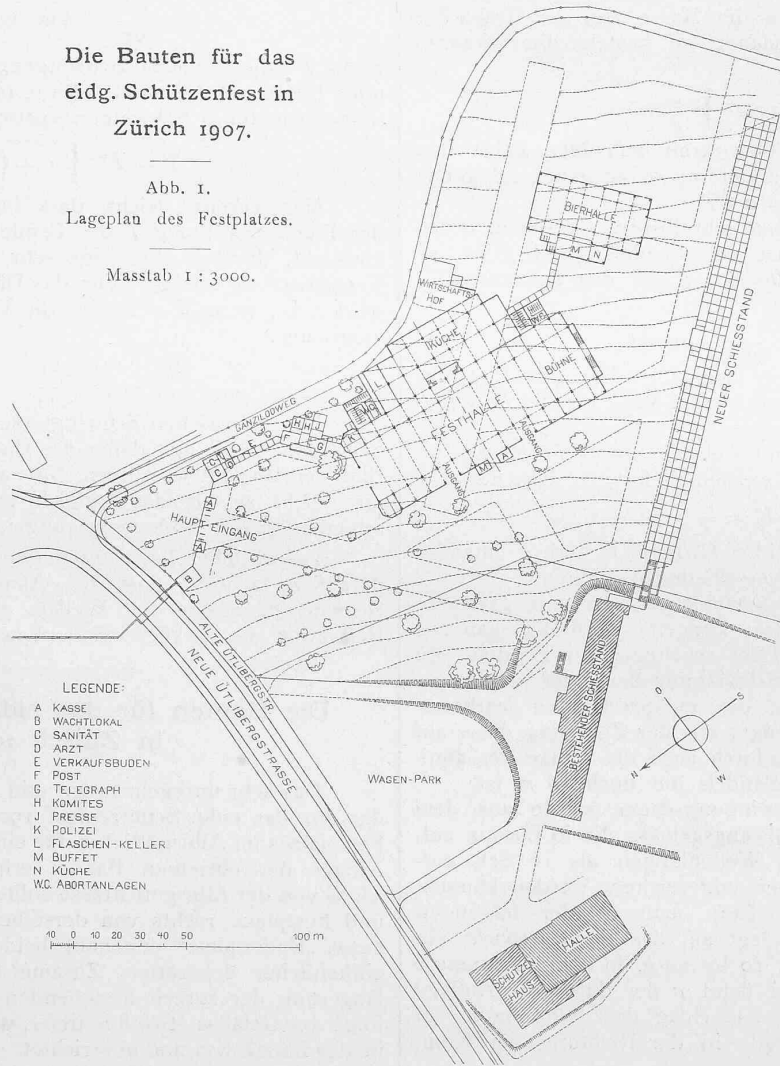 Die Bauten für das
eidg. Schützenfest in
Zürich 1907.
Abb. 1.
Lageplan des Festplatzes.
Masstab 1 : 3000.
BIERHALLE
M N
WIRTSCHAFTS
HOF
KÜCHE
W.C.
BÜHNE
NEUER SCHIESSSTAND
L
W.C.
FESTHALLE
GÄNZILOOWEG
K
H H J
F G
E
C
C D
AUSGANG
M A
AUSGANG
A
HAUPT-EINGANG
A
B
ALTE ÜTLIBERGSTR.
NEUE ÜTLIBERGSTRASSE
BESTEHENDER SCHIESSTAND
WAGEN-PARK
O
S
N
W
LEGENDE:
A KASSE
B WACHTLOKAL
C SANITÄT
D ARZT
E VERKAUFSBUDEN
F POST
G TELEGRAPH
H KOMITES
J PRESSE
K POLIZEI
L FLASCHEN-KELLER
M BUFFET
N KÜCHE
W.C. ABORTANLAGEN
10 0 10 20 30 40 50 100 m
SCHÜTZEN
HAUS
HALLE